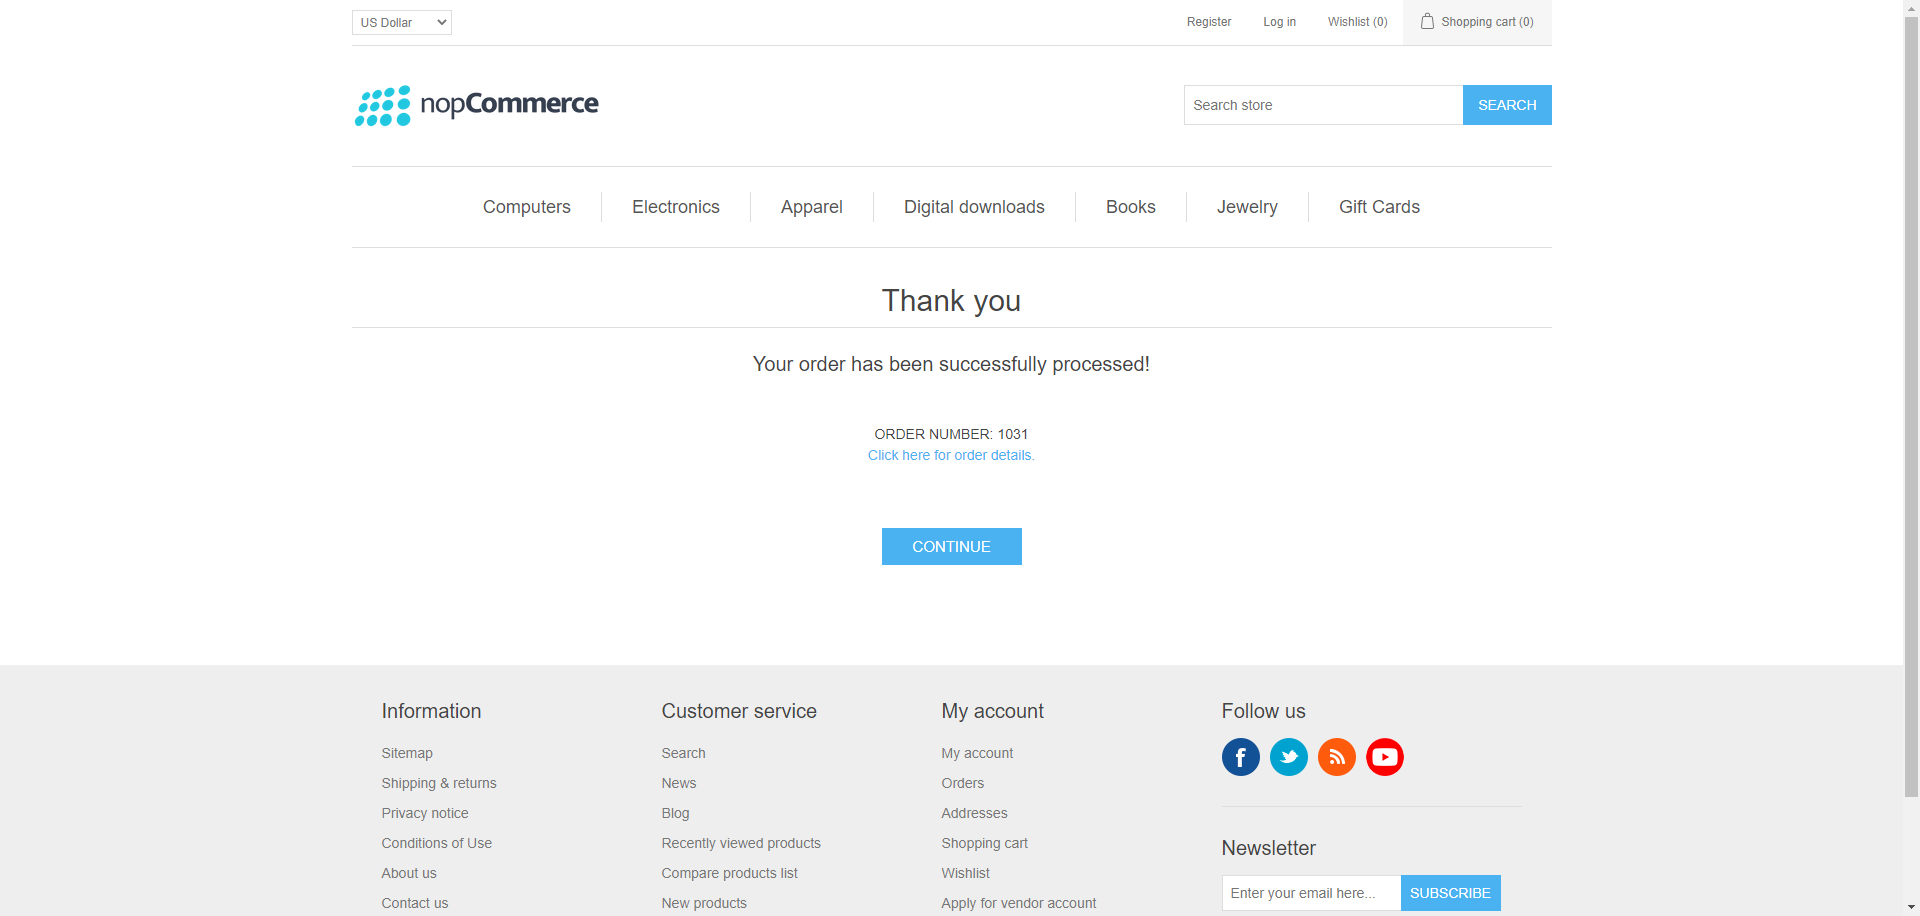 US Dollar
Register
Log in
Wishlist (0)
Shopping cart (0)
nopCommerce
Search store
SEARCH
Computers
Electronics
Apparel
Digital downloads
Books
Jewelry
Gift Cards
Thank you
Your order has been successfully processed!
ORDER NUMBER: 1031
Click here for order details.
CONTINUE
Information
Sitemap
Shipping & returns
Privacy notice
Conditions of Use
About us
Contact us
Customer service
Search
News
Blog
Recently viewed products
Compare products list
New products
My account
My account
Orders
Addresses
Shopping cart
Wishlist
Apply for vendor account
Follow us
Newsletter
Enter your email here...
SUBSCRIBE